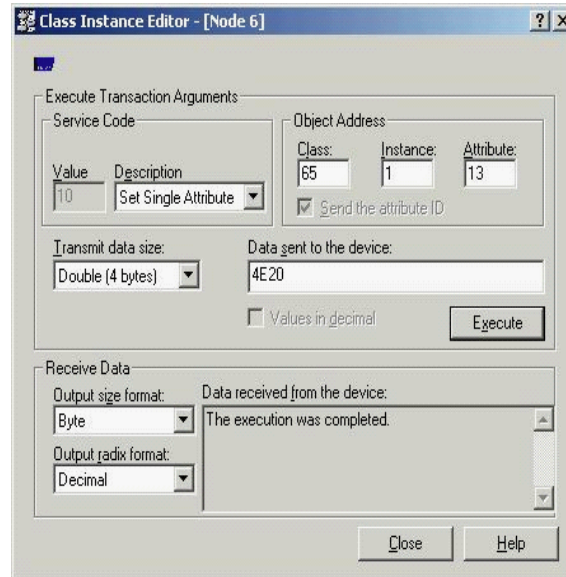 Class Instance Editor - [Node 6]
Execute Transaction Arguments
Service Code
Object Address
Value
Description
Class:
Instance:
Attribute:
10
Set Single Attribute
65
1
13
Send the attribute ID
Transmit data size:
Data sent to the device:
Double (4 bytes)
4E20
Values in decimal
Execute
Receive Data
Output size format:
Data received from the device:
Byte
The execution was completed.
Output radix format:
Decimal
Close
Help